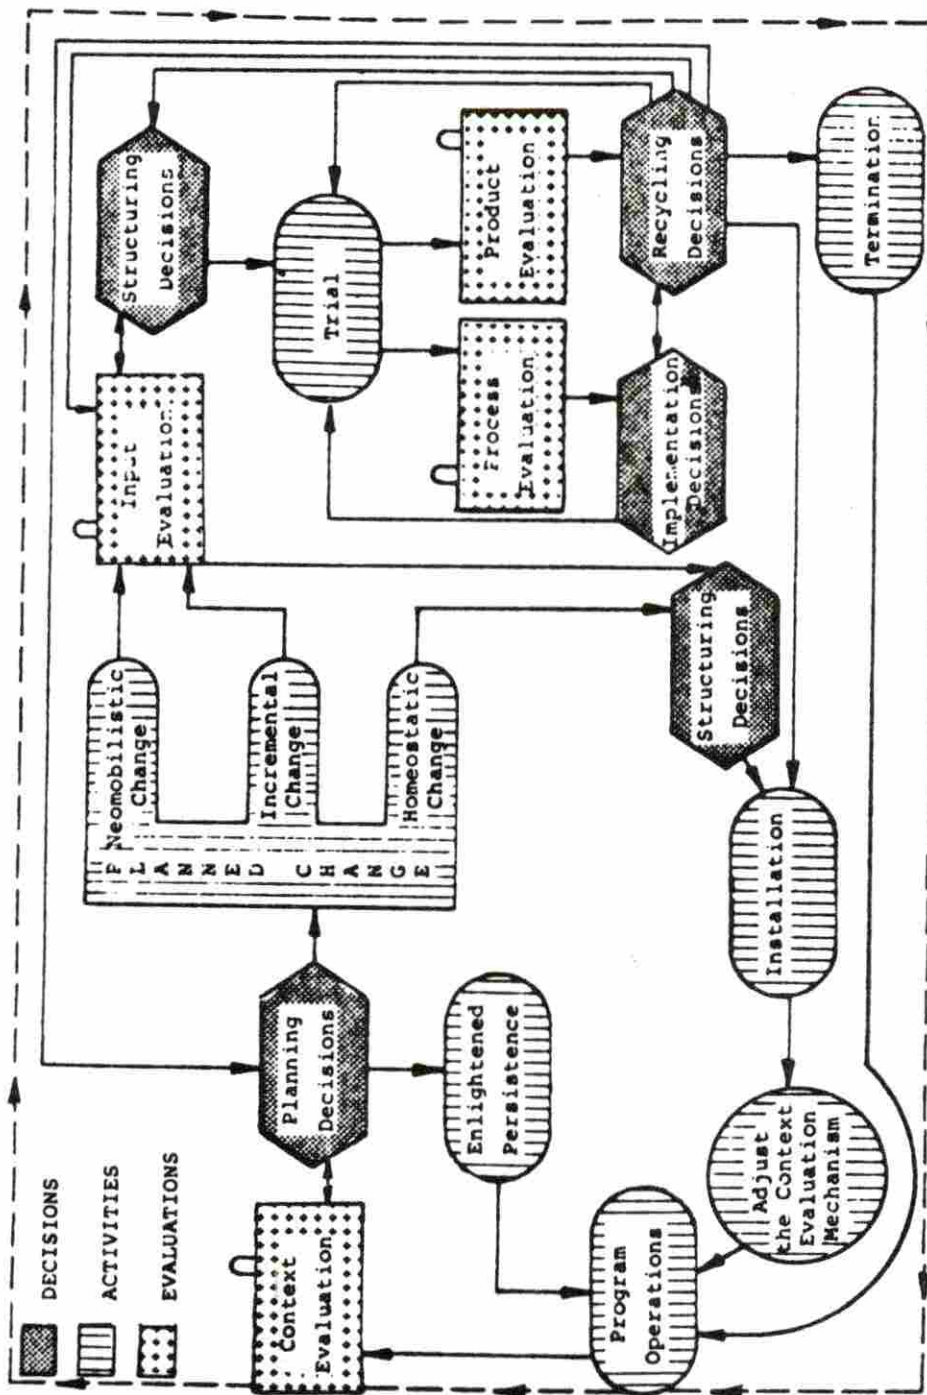 DECISIONS
ACTIVITIES
EVALUATIONS
Context
Evaluation
Planning
Decisions
Enlightened
Persistence
Program
Operations
Adjust
the Context
Evaluation
Mechanism
PLANNED CHANGE
Neomobilistic
Change
Incremental
Change
Homeostatic
Change
Input
Evaluation
Structuring
Decisions
Trial
Process
Evaluation
Product
Evaluation
Implementation
Decisions
Recycling
Decisions
Structuring
Decisions
Installation
Termination